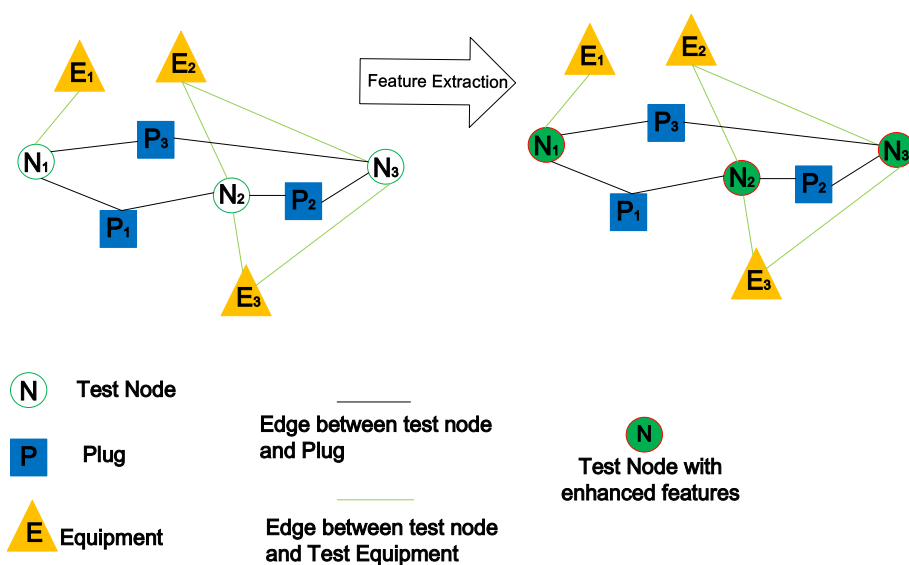 E1
E2
Feature Extraction
E1
E2
P3
N1
N3
N2
P2
P1
E3
P3
N1
N3
N2
P2
P1
E3
N
Test Node
P
Plug
E
Equipment
Edge between test node
and Plug
Edge between test node
and Test Equipment
N
Test Node with
enhanced features